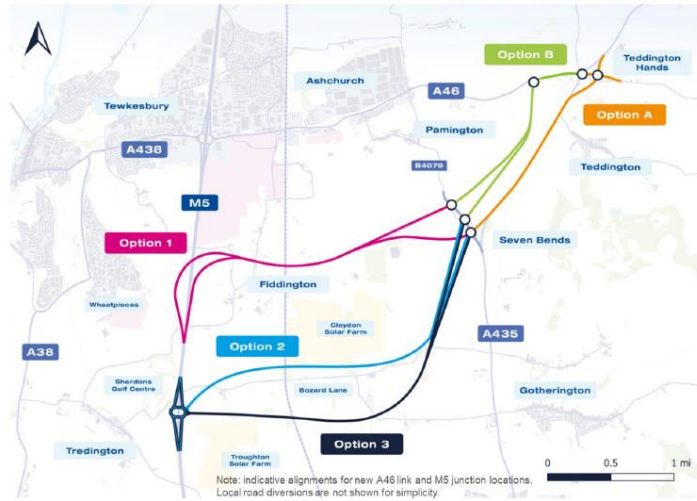 Option B
Teddington
Hands
Ashchurch
A46
Tewkesbury
Option A
Pamington
A438
B4079
Teddington
M5
Option 1
Seven Bends
Fiddington
Wheatpieces
Claydon
Solar Farm
Option 2
A38
A435
Sherdons
Golf Centre
Bozard Lane
Gotherington
Option 3
Tredington
Troughton
Solar Farm
0 0.5 1 mi
Note: indicative alignments for new A46 link and M5 junction locations.
Local road diversions are not shown for simplicity.